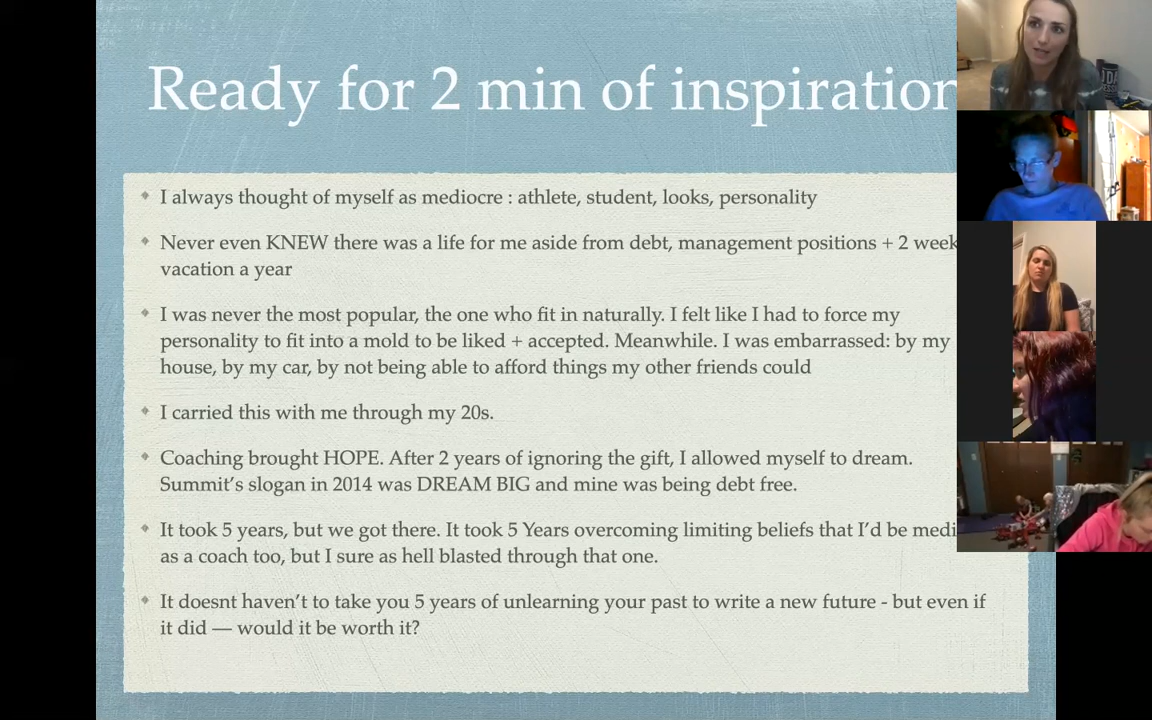 Ready for 2 min of inspiration
I always thought of myself as mediocre : athlete, student, looks, personality
Never even KNEW there was a life for me aside from debt, management positions + 2 week
vacation a year
I was never the most popular, the one who fit in naturally. I felt like I had to force my
personality to fit into a mold to be liked + accepted. Meanwhile. I was embarrassed: by my
house, by my car, by not being able to afford things my other friends could
I carried this with me through my 20s.
Coaching brought HOPE. After 2 years of ignoring the gift, I allowed myself to dream.
Summit’s slogan in 2014 was DREAM BIG and mine was being debt free.
It took 5 years, but we got there. It took 5 Years overcoming limiting beliefs that I’d be medi
as a coach too, but I sure as hell blasted through that one.
It doesnt haven’t to take you 5 years of unlearning your past to write a new future - but even if
it did — would it be worth it?